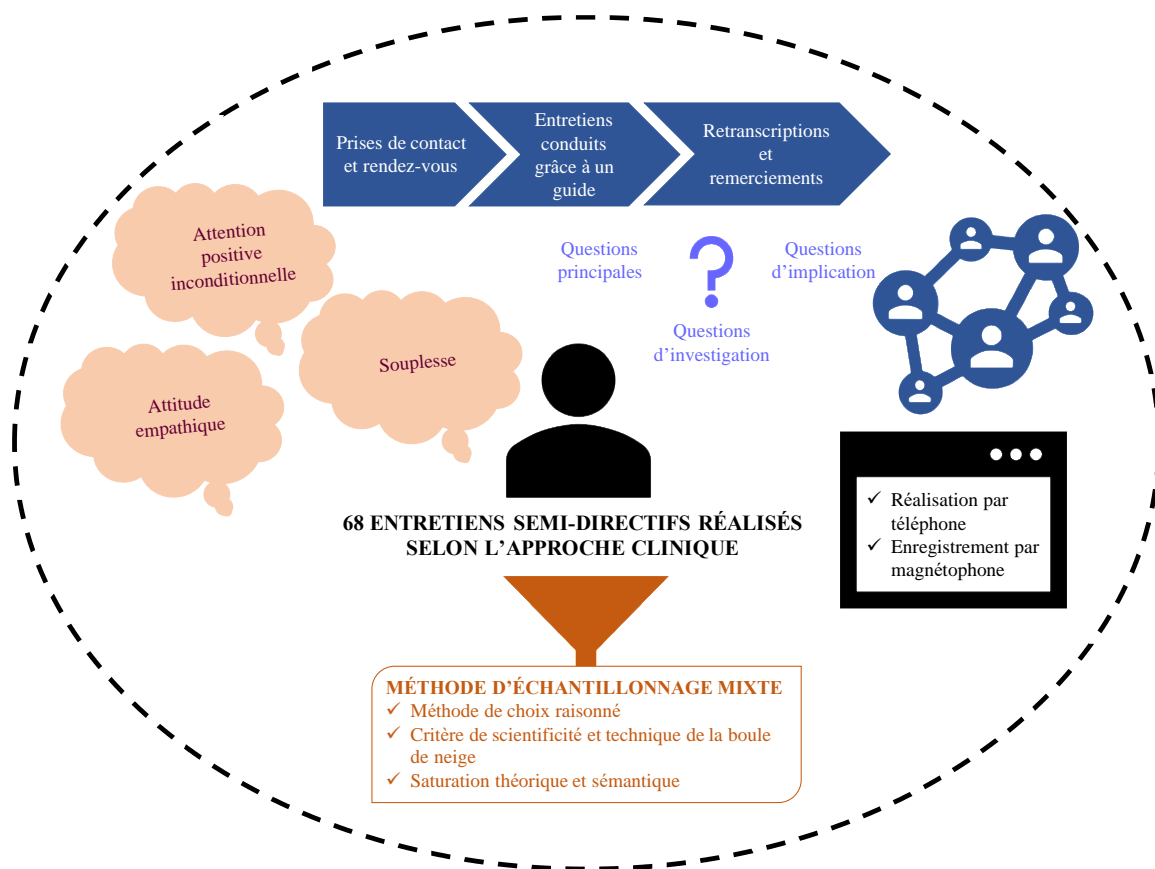 Prises de contact
et rendez-vous
Entretiens
conduits
grâce à un
guide
Retranscriptions
et
remerciements
Attention
positive
inconditionnelle
Souplesse
Attitude
empathique
Questions
principales
?
Questions
d’implication
Questions
d’investigation
✓ Réalisation par
téléphone
✓ Enregistrement par
magnétophone
68 ENTRETIENS SEMI-DIRECTIFS RÉALISÉS
SELON L’APPROCHE CLINIQUE
MÉTHODE D’ÉCHANTILLONNAGE MIXTE
✓ Méthode de choix raisonné
✓ Critère de scientificité et technique de la boule
de neige
✓ Saturation théorique et sémantique